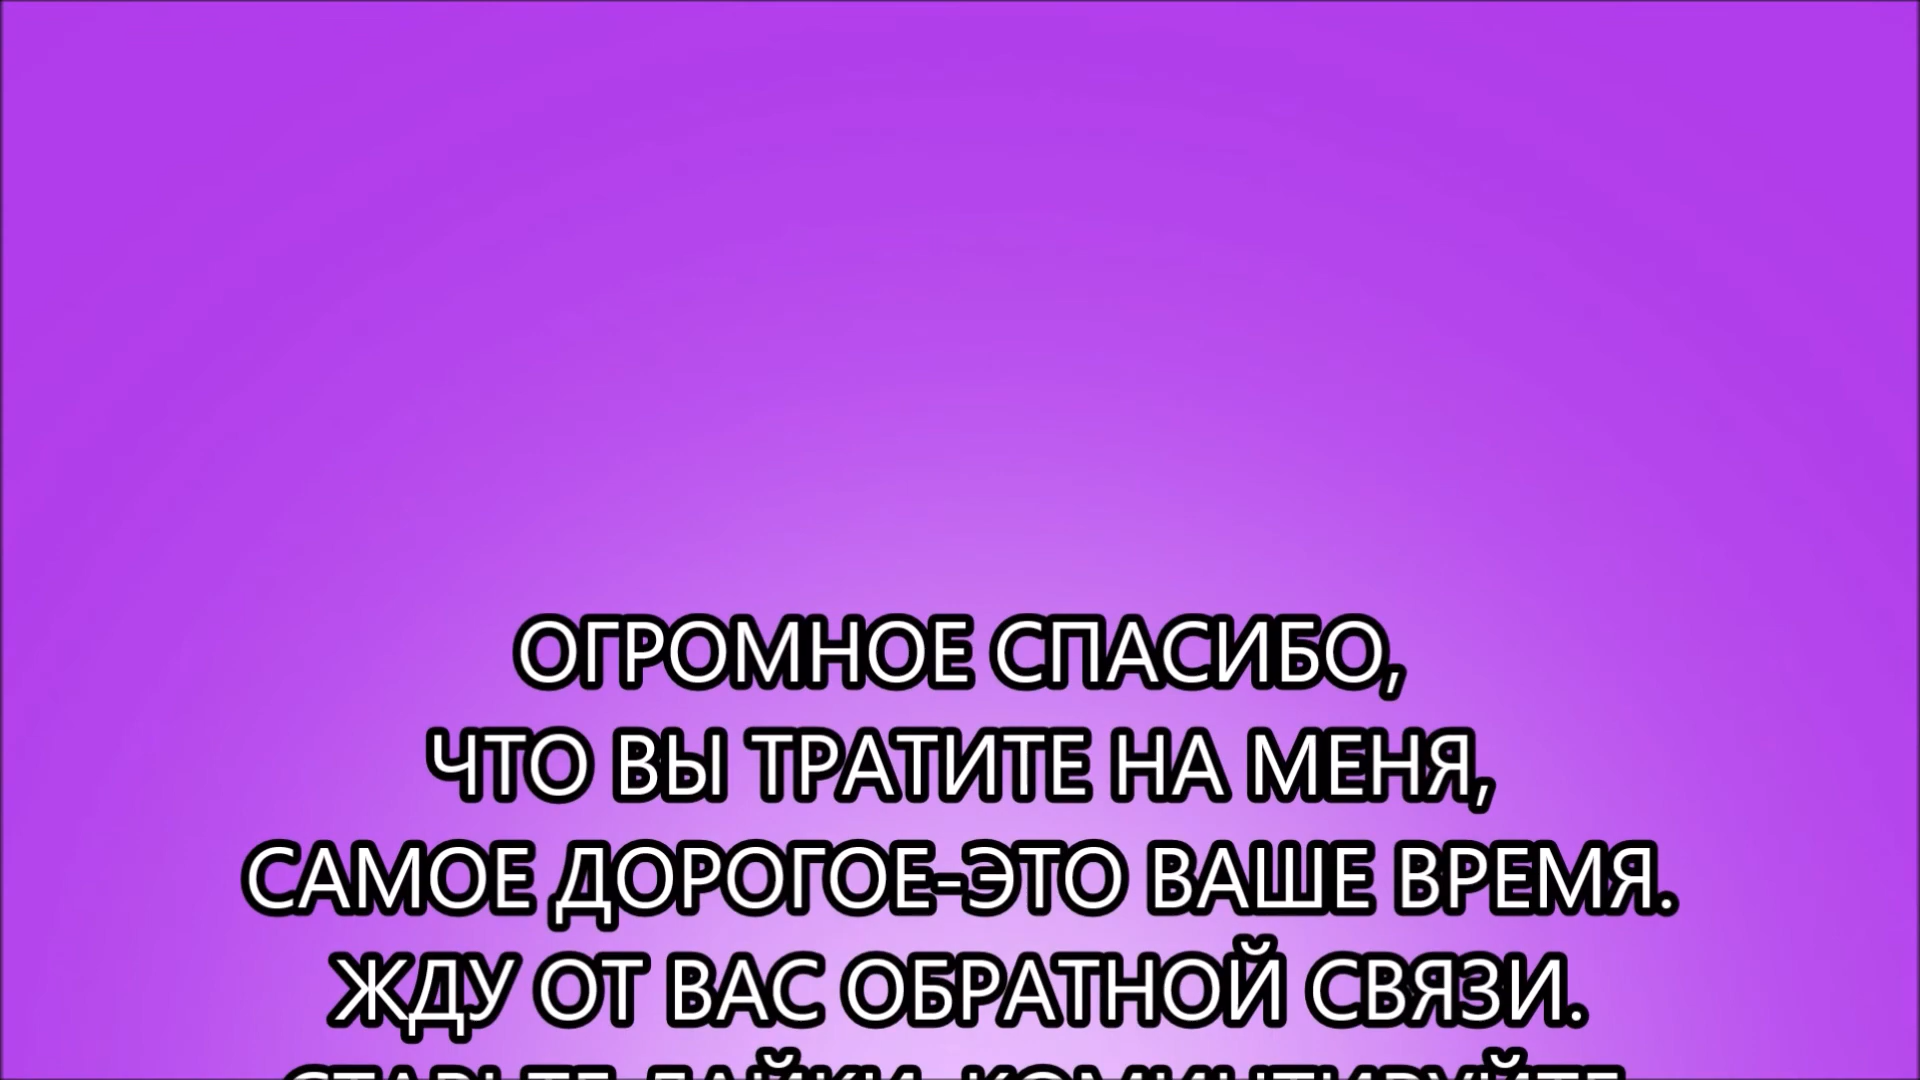 ОГРОМНОЕ СПАСИБО,
ЧТО ВЫ ТРАТИТЕ НА МЕНЯ,
САМОЕ ДОРОГОЕ-ЭТО ВАШЕ ВРЕМЯ.
ЖДУ ОТ ВАС ОБРАТНОЙ СВЯЗИ.